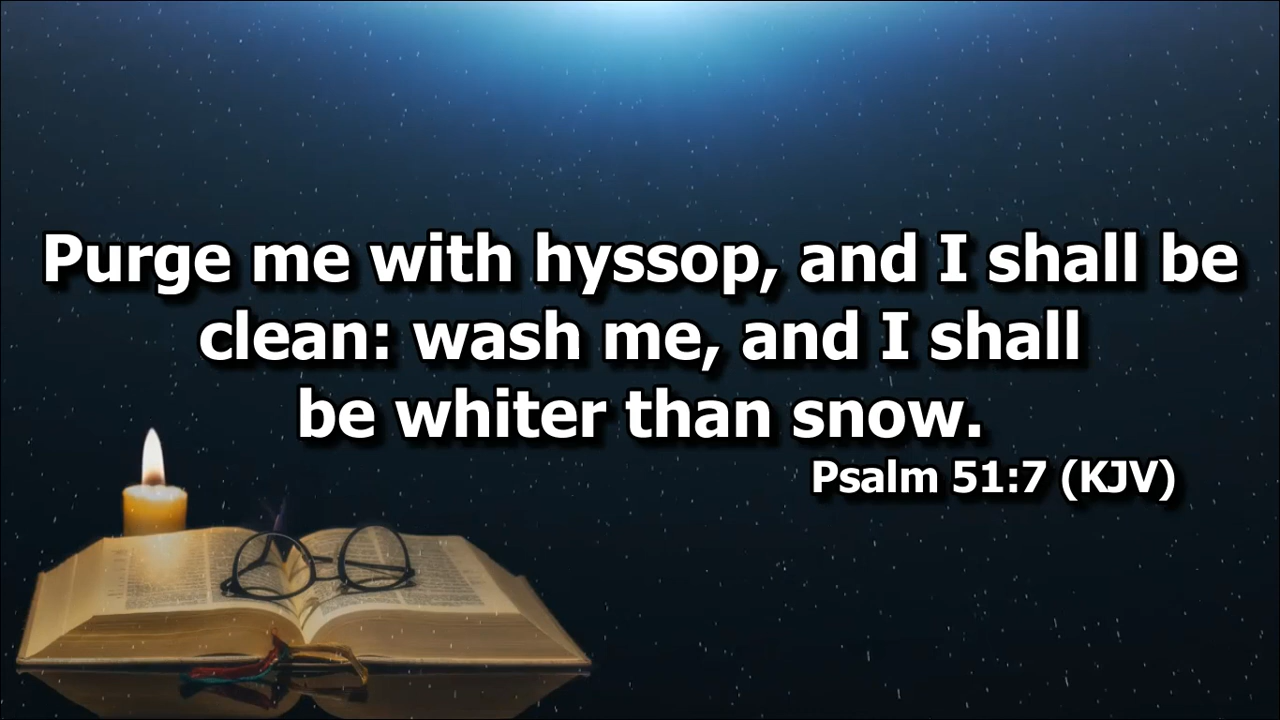 Purge me with hyssop, and I shall be
clean: wash me, and I shall
be whiter than snow.
Psalm 51:7 (KJV)